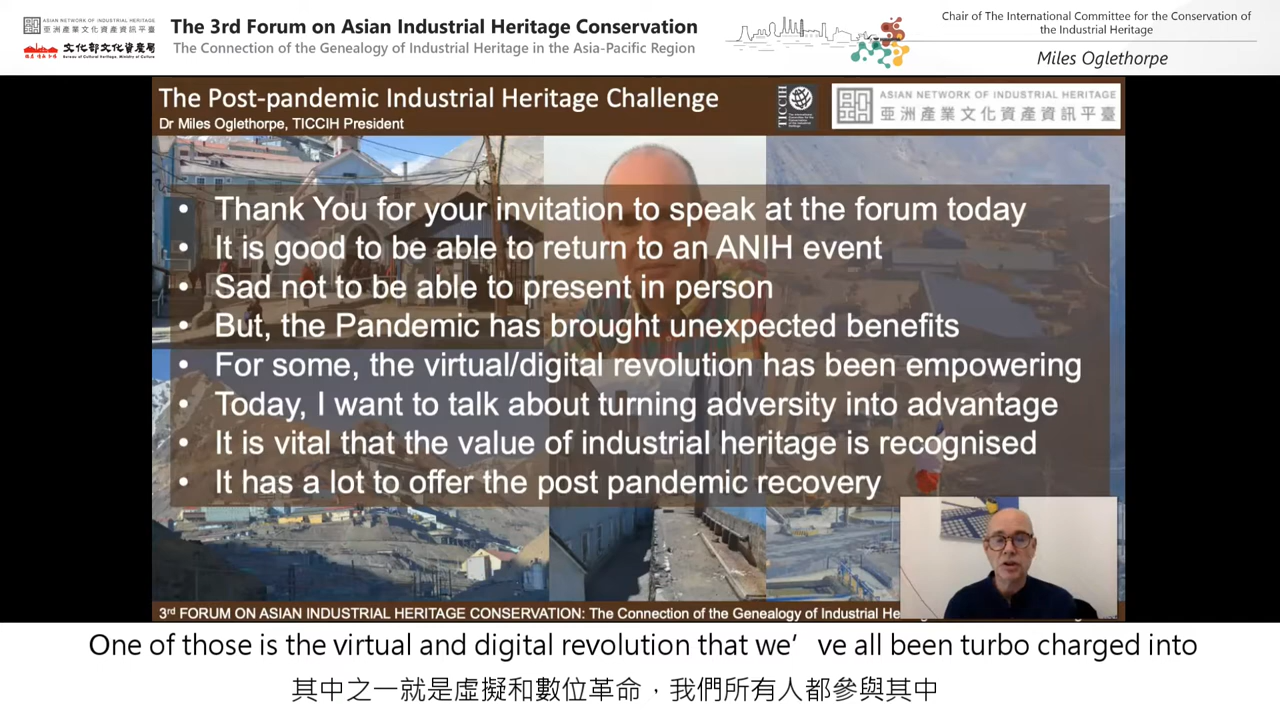 ASIAN NETWORK OF INDUSTRIAL HERITAGE
亞洲產業文化資產資訊平臺
文化部文化資產局
Bureau of Cultural Heritage, Ministry of Culture
The 3rd Forum on Asian Industrial Heritage Conservation
The Connection of the Genealogy of Industrial Heritage in the Asia-Pacific Region
Chair of The International Committee for the Conservation of
the Industrial Heritage
Miles Oglethorpe
The Post-pandemic Industrial Heritage Challenge
Dr Miles Oglethorpe, TICCIH President
TICCIH
ASIAN NETWORK OF INDUSTRIAL HERITAGE
亞洲產業文化資產資訊平臺
• Thank You for your invitation to speak at the forum today
• It is good to be able to return to an ANIH event
• Sad not to be able to present in person
• But, the Pandemic has brought unexpected benefits
• For some, the virtual/digital revolution has been empowering
• Today, I want to talk about turning adversity into advantage
• It is vital that the value of industrial heritage is recognised
• It has a lot to offer the post pandemic recovery
3rd FORUM ON ASIAN INDUSTRIAL HERITAGE CONSERVATION: The Connection of the Genealogy of Industrial He
One of those is the virtual and digital revolution that we’ve all been turbo charged into
其中之一就是虛擬和數位革命，我們所有人都參與其中